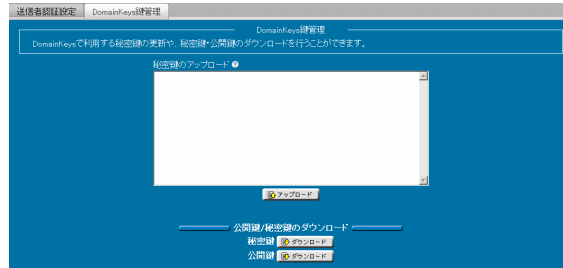 送信者認証設定 DomainKeys鍵管理
DomainKeys鍵管理
DomainKeysで利用する秘密鍵の更新や、秘密鍵・公開鍵のダウンロードを行うことができます。
秘密鍵のアップロード
アップロード
公開鍵/秘密鍵のダウンロード
秘密鍵 ダウンロード
公開鍵 ダウンロード